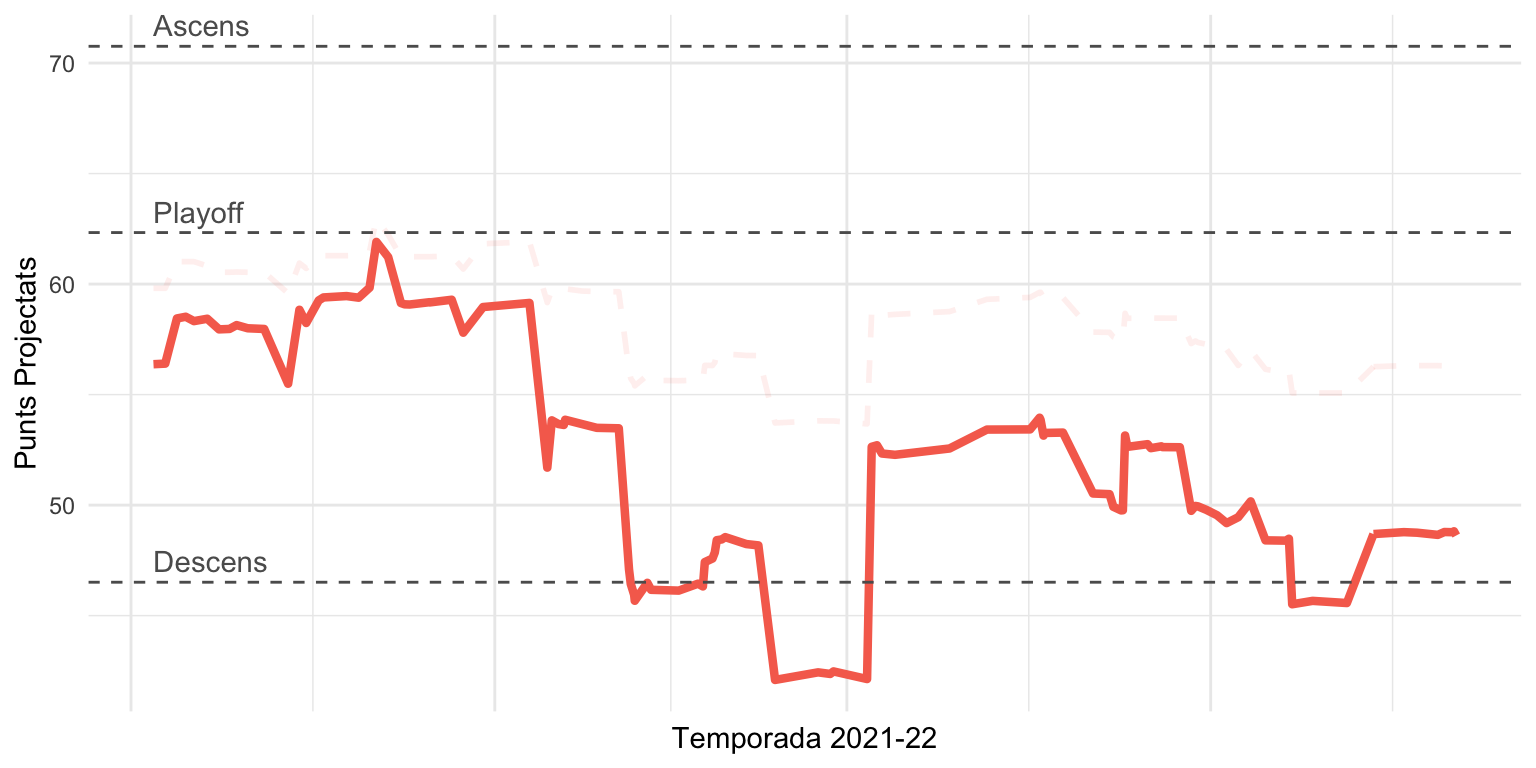 Ascens
70
Playoff
60
Punts Projectats
50
Descens
Temporada 2021-22